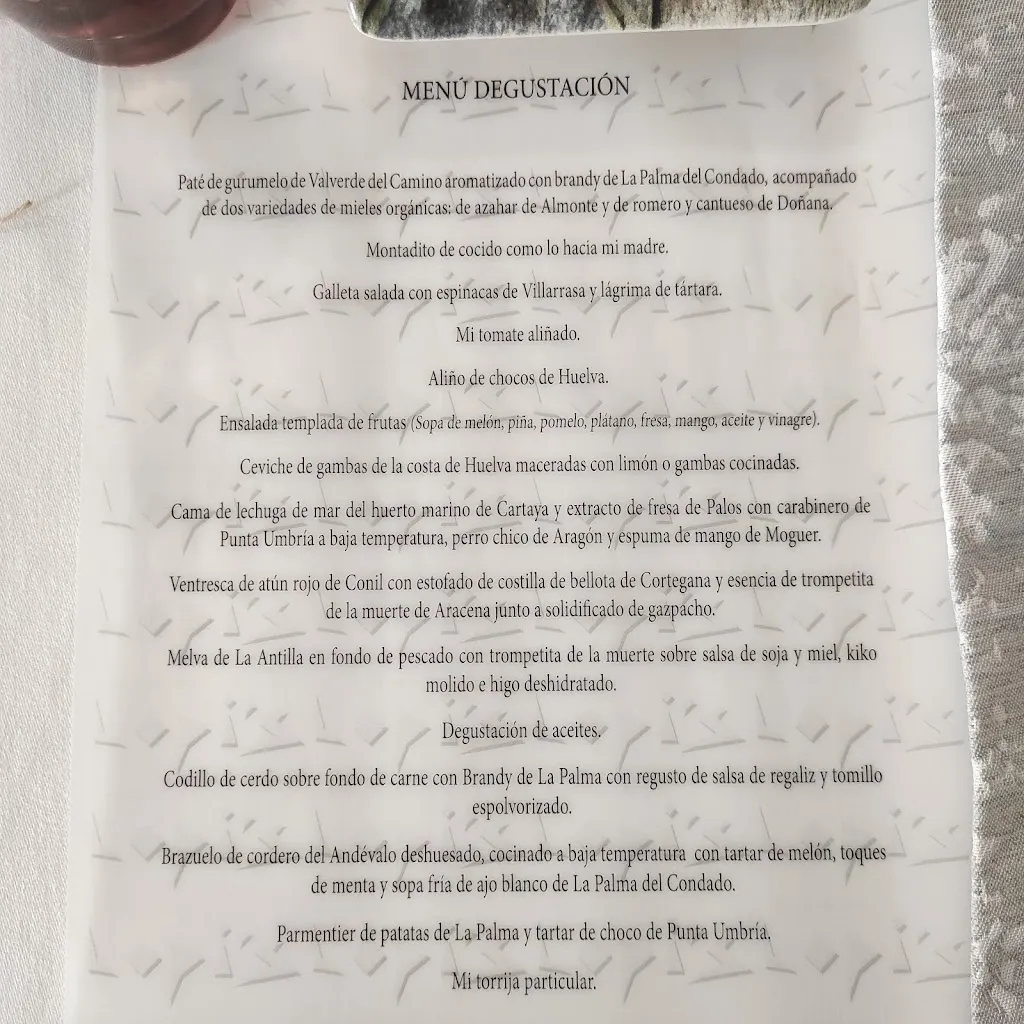 MENÚ DEGUSTACIÓN
Paté de gurumelo de Valverde del Camino aromatizado con brandy de La Palma del Condado, acompañado
de dos variedades de mieles orgánicas: de azahar de Almonte y de romero y cantueso de Doñana.
Montadito de cocido como lo hacía mi madre.
Galleta salada con espinacas de Villarrasa y lágrima de tártara.
Mi tomate aliñado.
Aliño de chocos de Huelva.
Ensalada templada de frutas (Sopa de melón, piña, pomelo, plátano, fresa, mango, aceite y vinagre).
Ceviche de gambas de la costa de Huelva maceradas con limón o gambas cocinadas.
Cama de lechuga de mar del huerto marino de Cartaya y extracto de fresa de Palos con carabinero de
Punta Umbría a baja temperatura, perro chico de Aragón y espuma de mango de Moguer.
Ventresca de atún rojo de Conil con estofado de costilla de bellota de Cortegana y esencia de trompetita
de la muerte de Aracena junto a solidificado de gazpacho.
Melva de La Antilla en fondo de pescado con trompetita de la muerte sobre salsa de soja y miel, kiko
molido e higo deshidratado.
Degustación de aceites.
Codillo de cerdo sobre fondo de carne con Brandy de La Palma con regusto de salsa de regaliz y tomillo
espolvorizado.
Brazuelo de cordero del Andévalo deshuesado, cocinado a baja temperatura con tartar de melón, toques
de menta y sopa fría de ajo blanco de La Palma del Condado.
Parmentier de patatas de La Palma y tartar de choco de Punta Umbría.
Mi torrija particular.